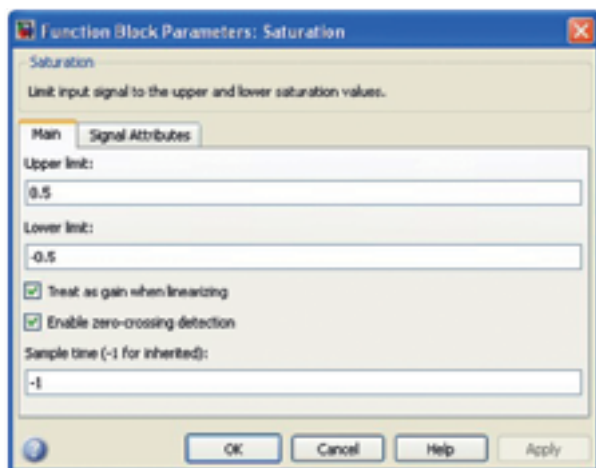 Function Block Parameters: Saturation
Saturation
Limit input signal to the upper and lower saturation values.
Main Signal Attributes
Upper limit:
0.5
Lower limit:
-0.5
Treat as gain when linearizing
Enable zero-crossing detection
Sample time (-1 for inherited):
-1
OK Cancel Help Apply